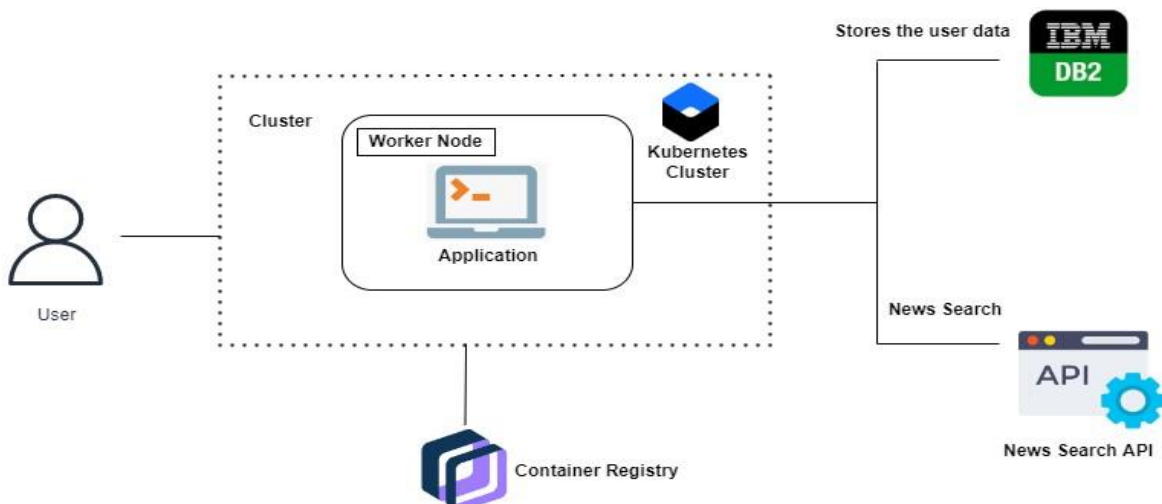 Stores the user data
IBM
DB2
Cluster
Worker Node
Kubernetes
Cluster
Application
User
News Search
API
News Search API
Container Registry